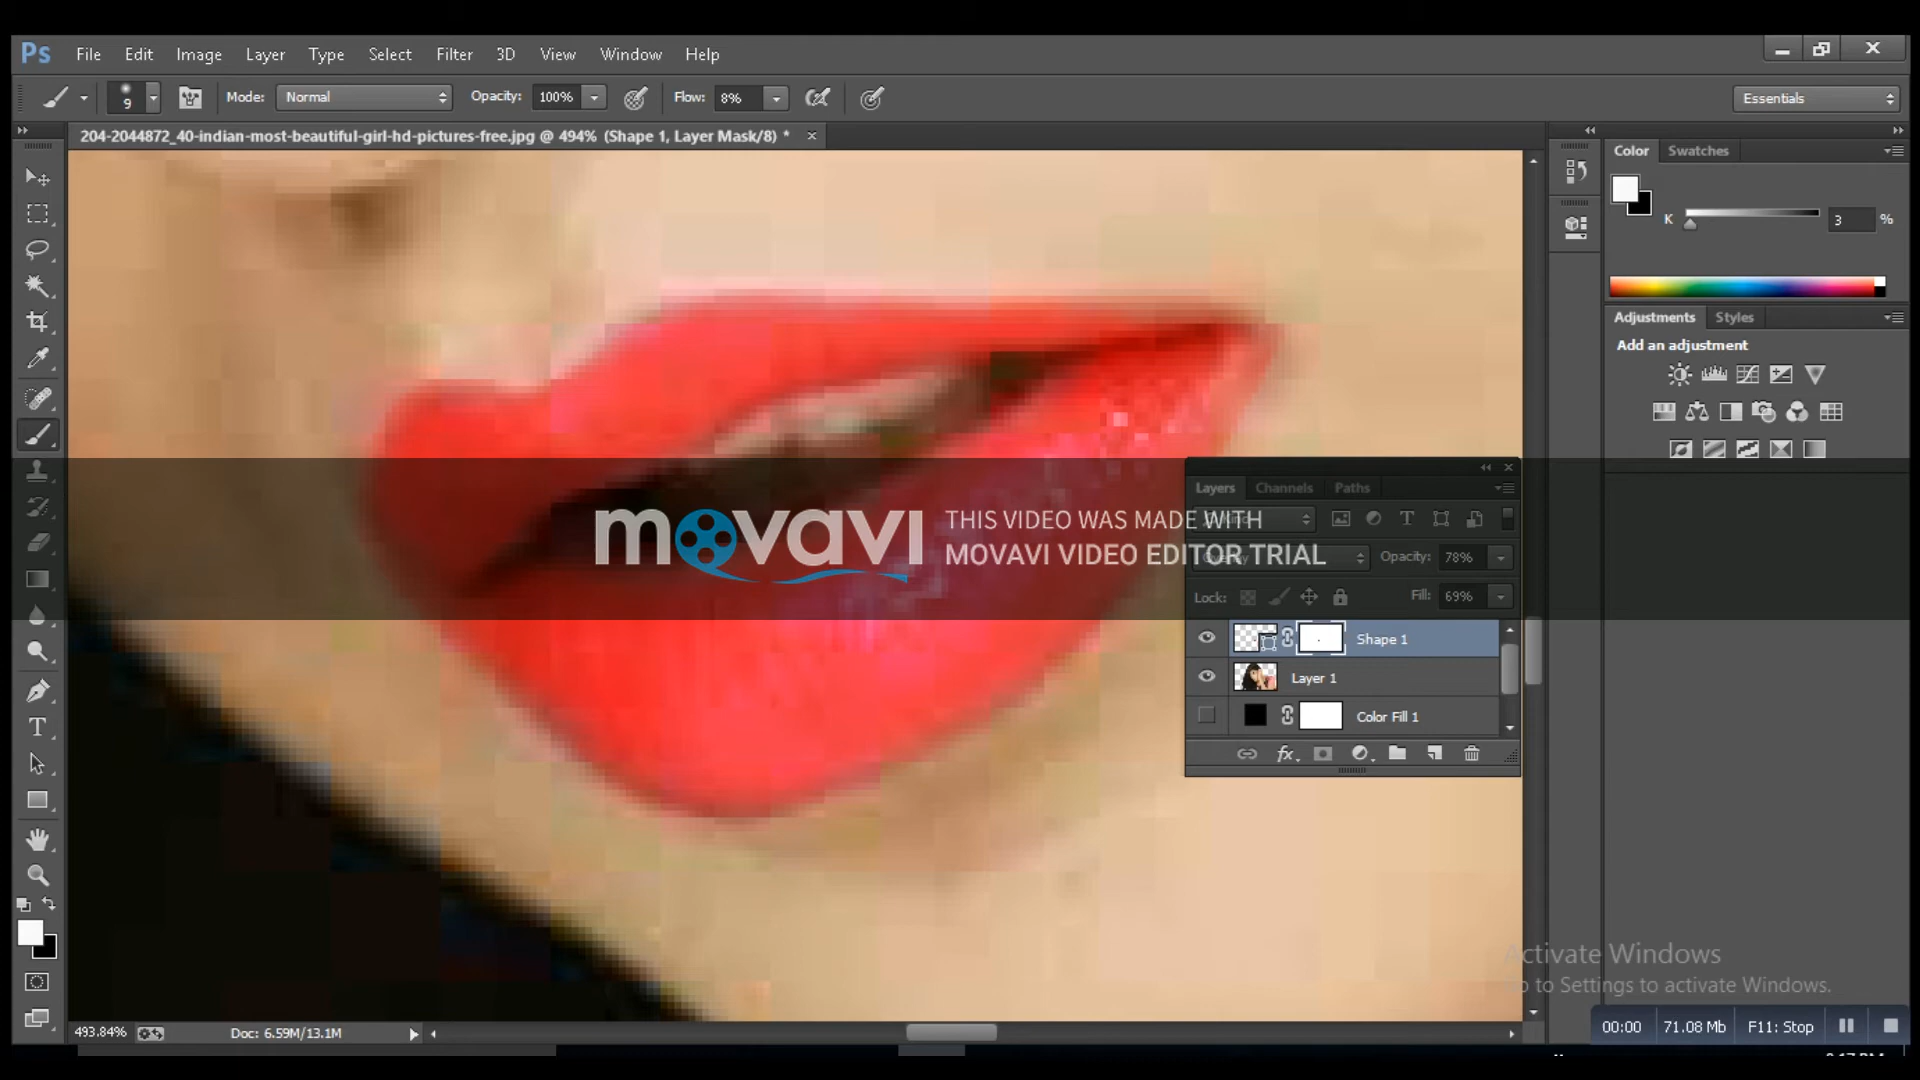 Ps File Edit Image Layer Type Select Filter 3D View Window Help
9 Mode: Normal Opacity: 100% Flow: 8% Essentials
204-2044872_40-indian-most-beautiful-girl-hd-pictures-free.jpg @ 494% (Shape 1, Layer Mask/8) *
Color Swatches
K 3 %
Adjustments Styles
Add an adjustment
Layers Channels Paths
movavi
THIS VIDEO WAS MADE WITH
MOVAVI VIDEO EDITOR TRIAL
Opacity: 78%
Lock: Fill: 69%
Shape 1
Layer 1
Color Fill 1
fx
Activate Windows
to Settings to activate Windows.
493.84% Doc: 6.59M/13.1M
00:00 71.08 Mb F11: Stop